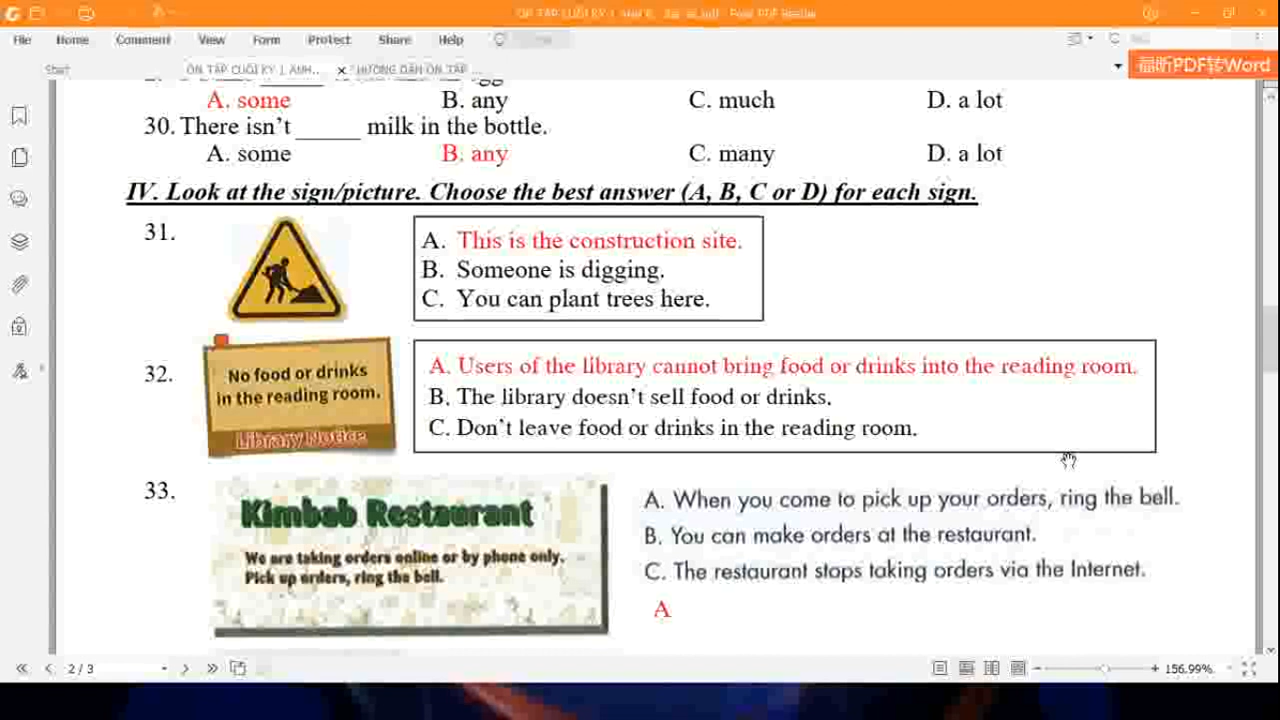 File Home Comment View Form Protect Share Help
Start ÔN TẬP CUỐI KỲ 1 ANH... × HƯỚNG DẪN ÔN TẬP ... 福昕PDF转Word
A. some B. any C. much D. a lot
30. There isn't _____ milk in the bottle.
A. some B. any C. many D. a lot
IV. Look at the sign/picture. Choose the best answer (A, B, C or D) for each sign.
31.
A. This is the construction site.
B. Someone is digging.
C. You can plant trees here.
32.
No food or drinks
in the reading room.
Library Notice
A. Users of the library cannot bring food or drinks into the reading room.
B. The library doesn't sell food or drinks.
C. Don't leave food or drinks in the reading room.
33.
Kimbab Restaurant
We are taking orders online or by phone only.
Pick up orders, ring the bell.
A. When you come to pick up your orders, ring the bell.
B. You can make orders at the restaurant.
C. The restaurant stops taking orders via the Internet.
A
2 / 3 156.99%